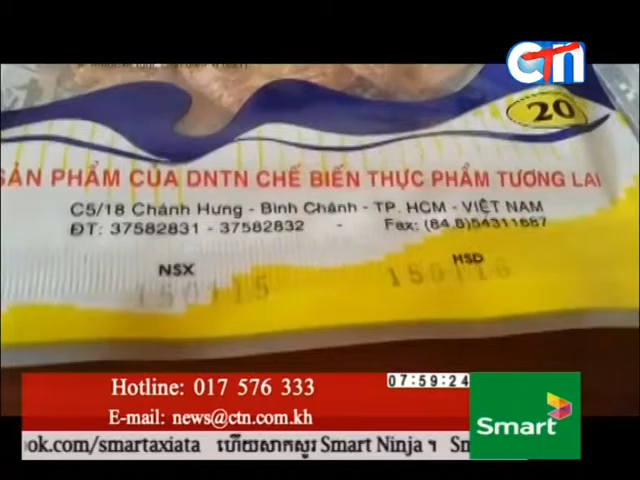 CTN
20
SẢN PHẨM CỦA DNTN CHẾ BIẾN THỰC PHẨM TƯƠNG LAI
C5/18 Chánh Hưng - Bình Chánh - TP. HCM - VIỆT NAM
ĐT: 37582831 - 37582832 - Fax: (84.8)54311687
NSX HSD
150115 150116
Hotline: 017 576 333
07:59:24
E-mail: news@ctn.com.kh
Smart
ok.com/smartaxiata ហើយសាកសួរ Smart Ninja ។